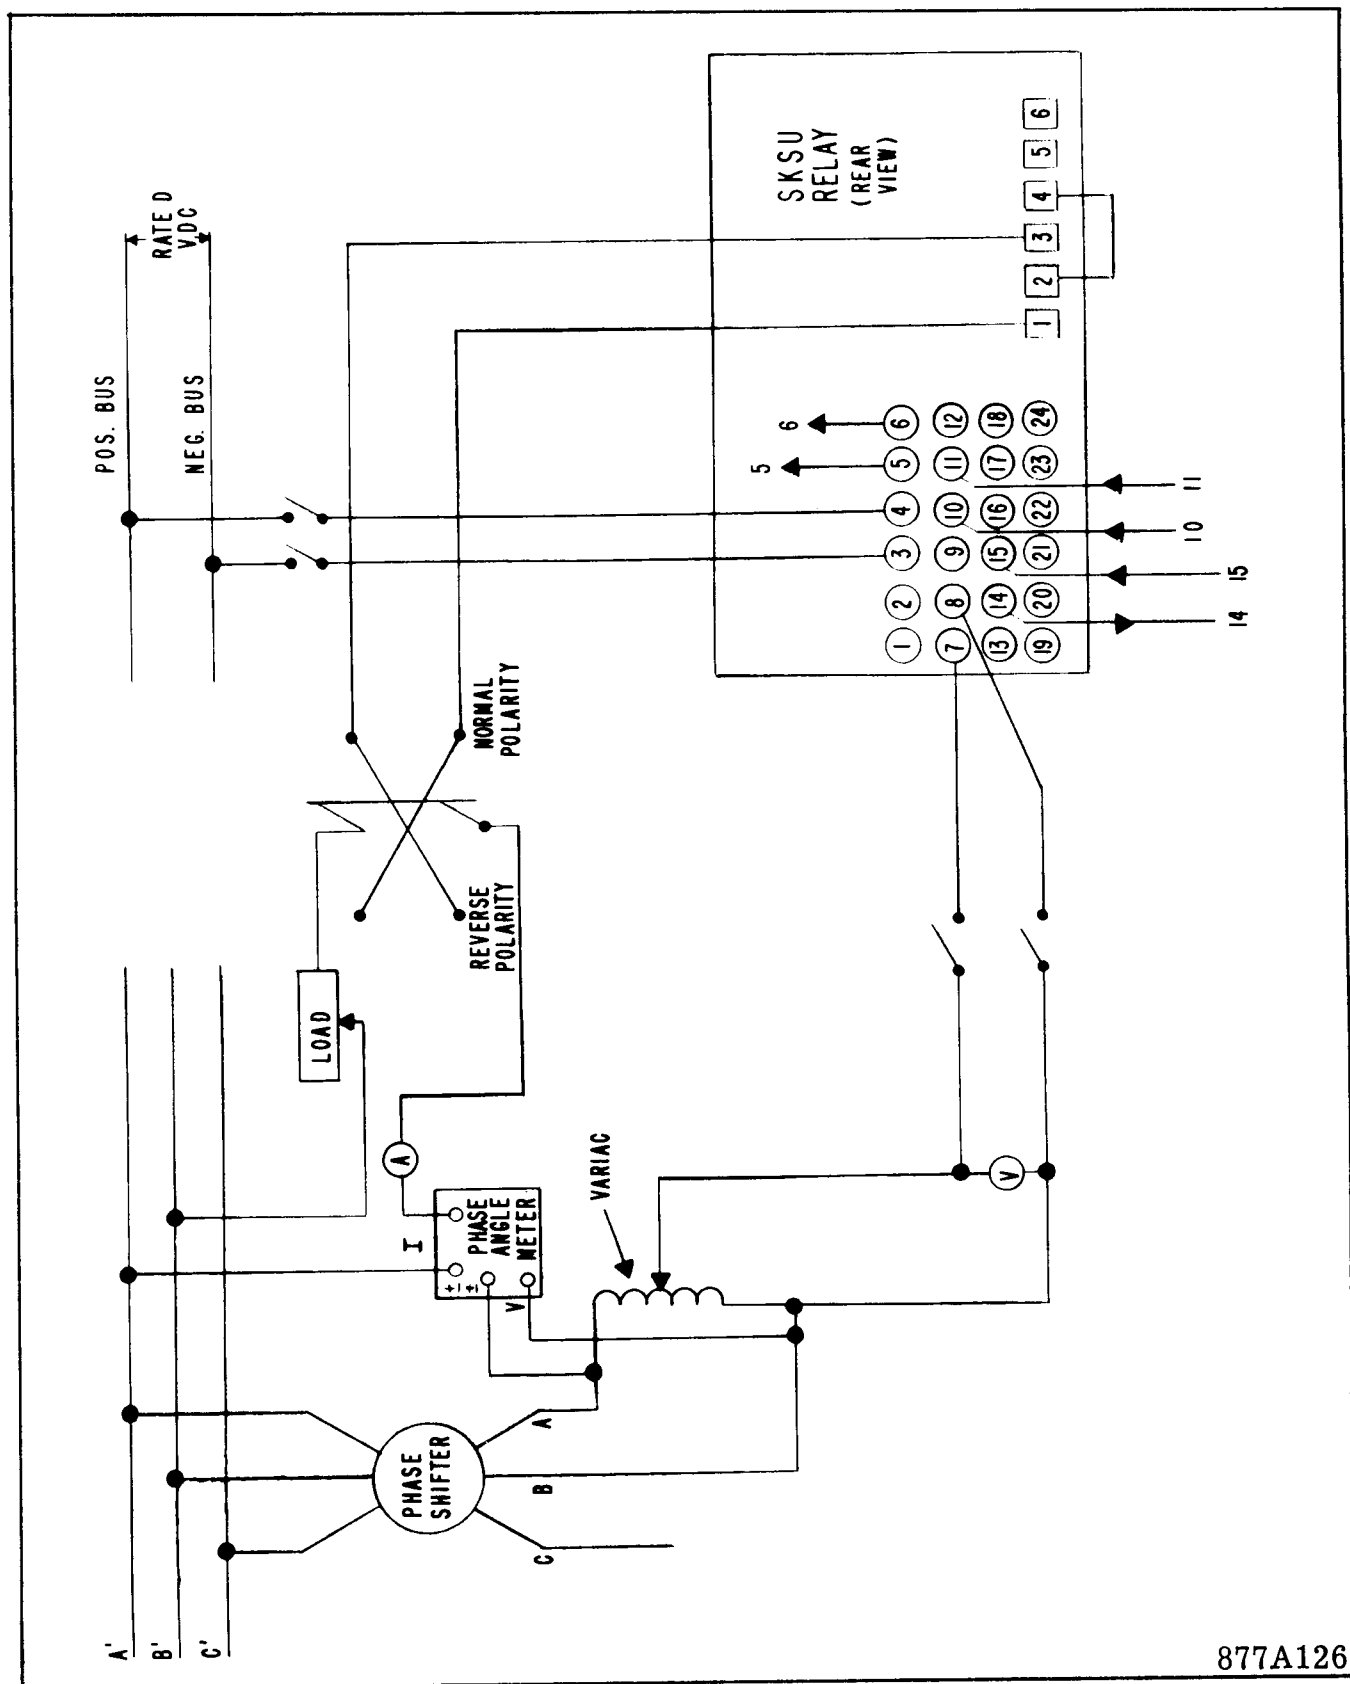 A'
B'
C'
PHASE
SHIFTER
A
B
C
I
+
-
±
V
PHASE
ANGLE
METER
A
VARIAC
V
LOAD
REVERSE
POLARITY
NORMAL
POLARITY
POS. BUS
NEG. BUS
RATED
VDC
SKSU
RELAY
(REAR
VIEW)
5
6
1 2 3 4 5 6
7 8 9 10 11 12
13 14 15 16 17 18
19 20 21 22 23 24
1 2 3 4 5 6
14
15
10
11
877A126